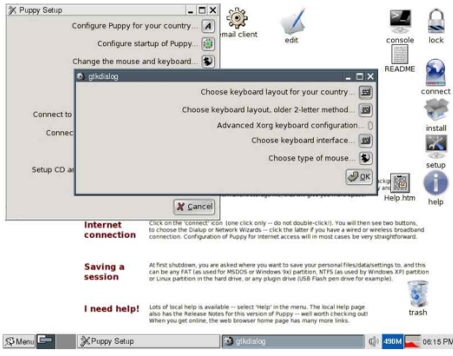 Puppy Setup
Configure Puppy for your country...
Configure startup of Puppy...
Change the mouse and keyboard...
Connect to
Connec
Setup CD a
Cancel
gtkdialog
Choose keyboard layout for your country...
Choose keyboard layout, older 2-letter method...
Advanced Xorg keyboard configuration...
Choose keyboard interface...
Choose type of mouse...
OK
email client
edit
console
lock
README
connect
install
setup
Help.htm
help
trash
Internet
connection
Click on the 'connect' icon (one click only -- do not double-click!). You will then see two buttons,
to choose the Dialup or Network Wizards -- click the latter if you have a wired or wireless broadband
connection. Configuration of Puppy for internet access will in most cases be very straightforward.
Saving a
session
At first shutdown, you are asked where you want to save your personal files/data/settings to, and this
can be any FAT (as used for MSDOS or Windows 9x) partition, NTFS (as used by Windows XP) partition
or Linux partition in the hard drive, or any plugin drive (USB Flash pen drive for example).
I need help!
Lots of local help is available -- select 'Help' in the menu. The local Help page
also has the Release Notes for this version of Puppy -- well worth checking out!
When you get online, the web browser home page has many more links.
Menu
Puppy Setup
gtkdialog
490M
06:15 PM